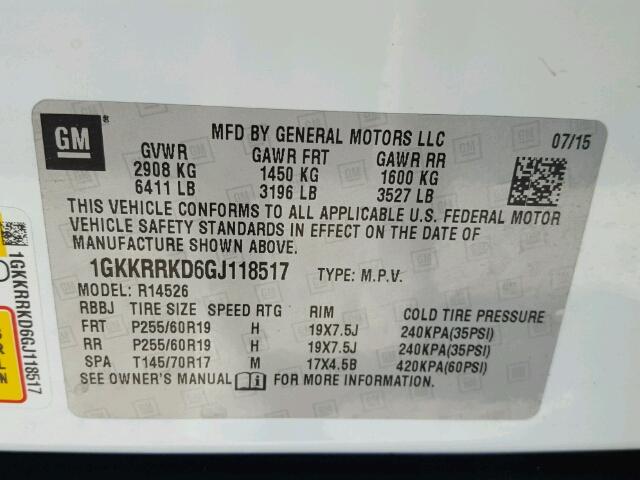 GM
®
MFD BY GENERAL MOTORS LLC 07/15
GVWR GAWR FRT GAWR RR
2908 KG 1450 KG 1600 KG
6411 LB 3196 LB 3527 LB
THIS VEHICLE CONFORMS TO ALL APPLICABLE U.S. FEDERAL MOTOR
VEHICLE SAFETY STANDARDS IN EFFECT ON THE DATE OF
MANUFACTURE SHOWN ABOVE.
1GKKRRKD6GJ118517 TYPE: M.P.V.
MODEL: R14526
RBBJ TIRE SIZE SPEED RTG RIM COLD TIRE PRESSURE
FRT P255/60R19 H 19X7.5J 240KPA(35PSI)
RR P255/60R19 H 19X7.5J 240KPA(35PSI)
SPA T145/70R17 M 17X4.5B 420KPA(60PSI)
SEE OWNER'S MANUAL FOR MORE INFORMATION.
1GKKRRKD6GJ118517